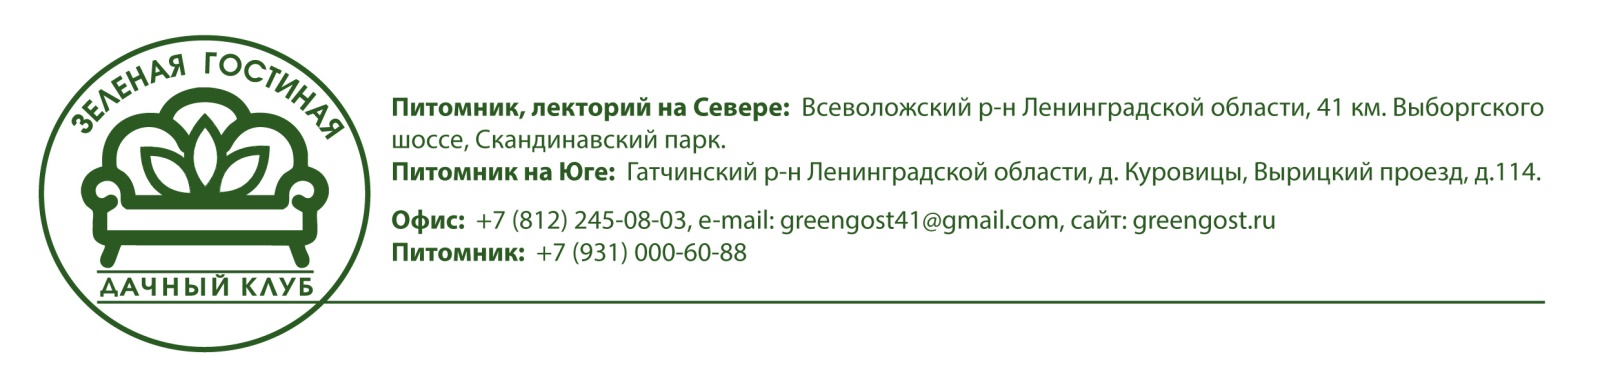 ЗЕЛЕНАЯ ГОСТИНАЯ
ДАЧНЫЙ КЛУБ
Питомник, лекторий на Севере: Всеволожский р-н Ленинградской области, 41 км. Выборгского
шоссе, Скандинавский парк.
Питомник на Юге: Гатчинский р-н Ленинградской области, д. Куровицы, Вырицкий проезд, д.114.
Офис: +7 (812) 245-08-03, e-mail: greengost41@gmail.com, сайт: greengost.ru
Питомник: +7 (931) 000-60-88